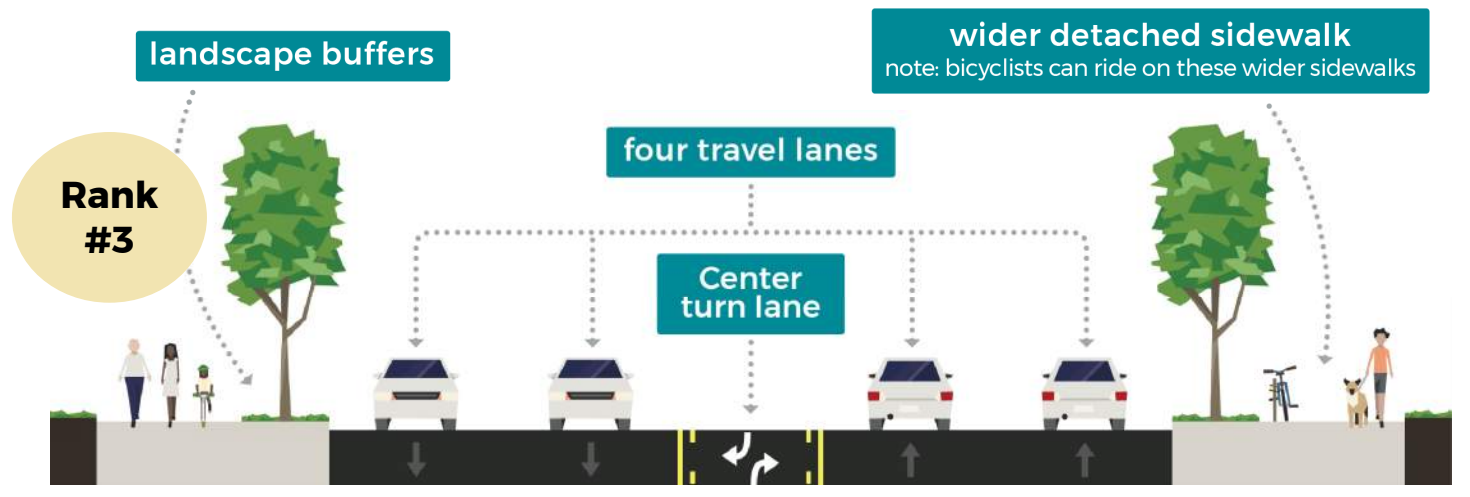 landscape buffers
wider detached sidewalk
note: bicyclists can ride on these wider sidewalks
four travel lanes
Rank
#3
Center
turn lane